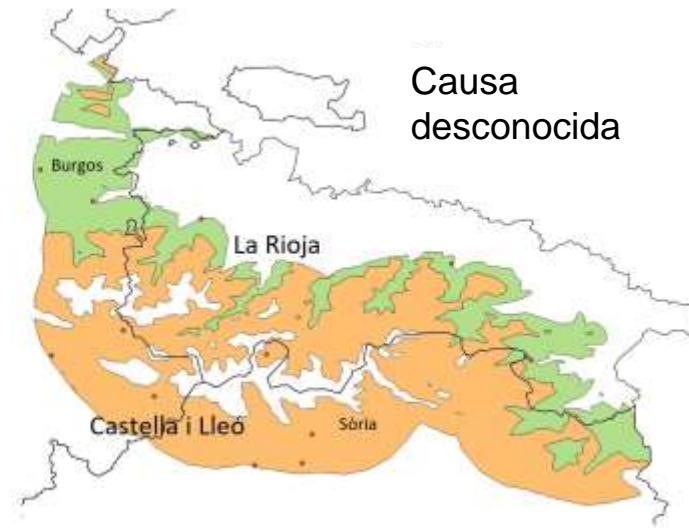 Causa
desconocida
Burgos
La Rioja
Castella i Lleó
Sòria